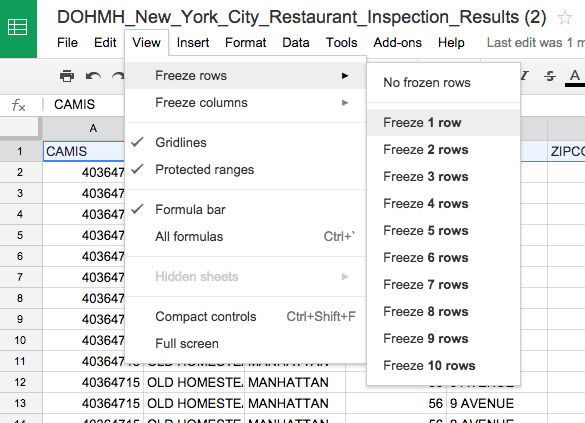 DOHMH_New_York_City_Restaurant_Inspection_Results (2)
File Edit View Insert Format Data Tools Add-ons Help Last edit was 1 m
fx CAMIS
A
1 CAMIS ZIPCO
Freeze rows
Freeze columns
Gridlines
Protected ranges
Formula bar
All formulas Ctrl+`
Hidden sheets
Compact controls Ctrl+Shift+F
Full screen
No frozen rows
Freeze 1 row
Freeze 2 rows
Freeze 3 rows
Freeze 4 rows
Freeze 5 rows
Freeze 6 rows
Freeze 7 rows
Freeze 8 rows
Freeze 9 rows
Freeze 10 rows
2 403647
3 403647
4 403647
5 403647
6 403647
7 403647
8 403647
9 403647
10 403647
11 40364715 OLD HOMESTE MANHATTAN
12 40364715 OLD HOMESTE MANHATTAN 56 9 AVENUE
13 40364715 OLD HOMESTE MANHATTAN 56 9 AVENUE